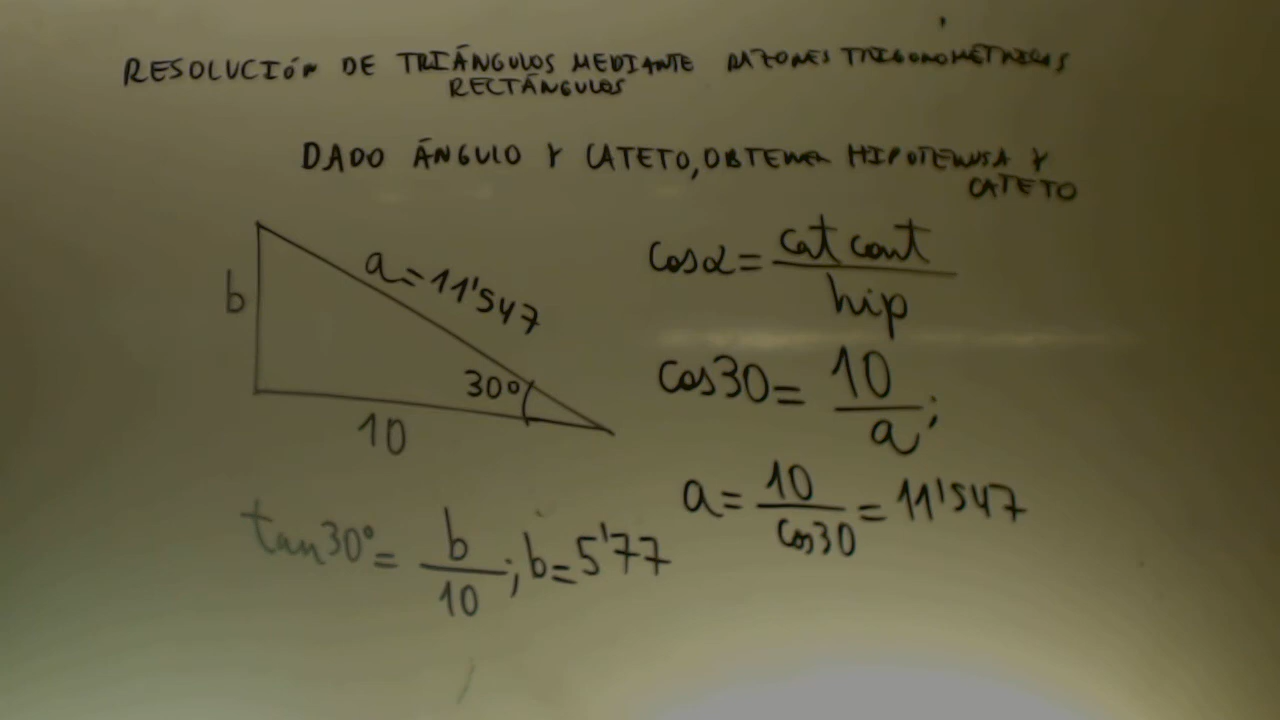 RESOLUCIÓN DE TRIÁNGULOS MEDIANTE RAZONES TRIGONOMÉTRICAS
RECTÁNGULOS
DADO ÁNGULO Y CATETO, OBTENER HIPOTENUSA Y
CATETO
b
a=11'547
30°
10
cosα= cat cont / hip
cos30= 10 / a ;
a= 10 / cos30 = 11'547
tan30°= b / 10 ; b=5'77